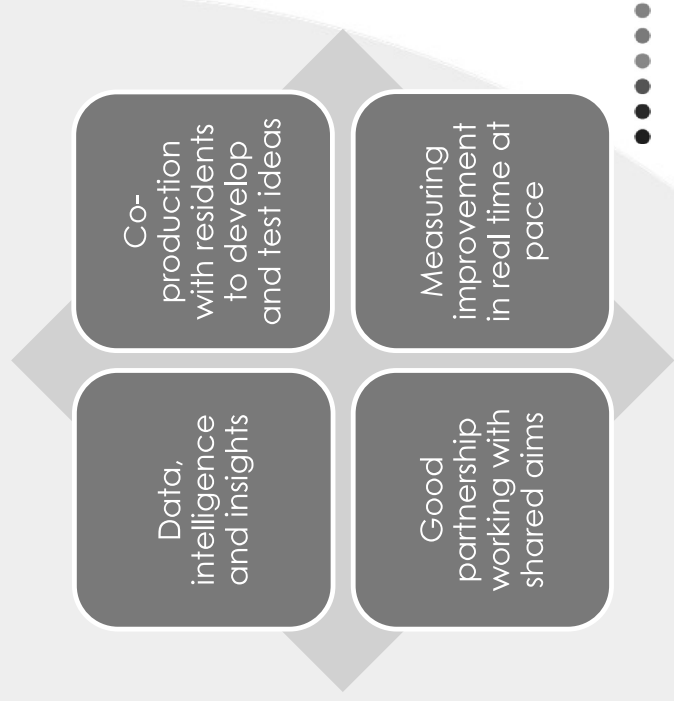 Data,
intelligence
and insights
Co-
production
with residents
to develop
and test ideas
Good
partnership
working with
shared aims
Measuring
improvement
in real time at
pace